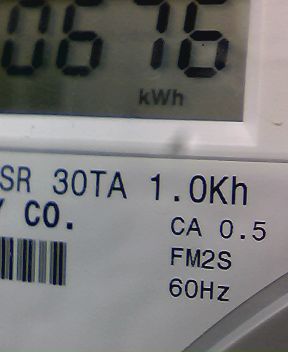 0676
kWh
SR 30TA 1.0Kh
Y CO.
CA 0.5
FM2S
60Hz